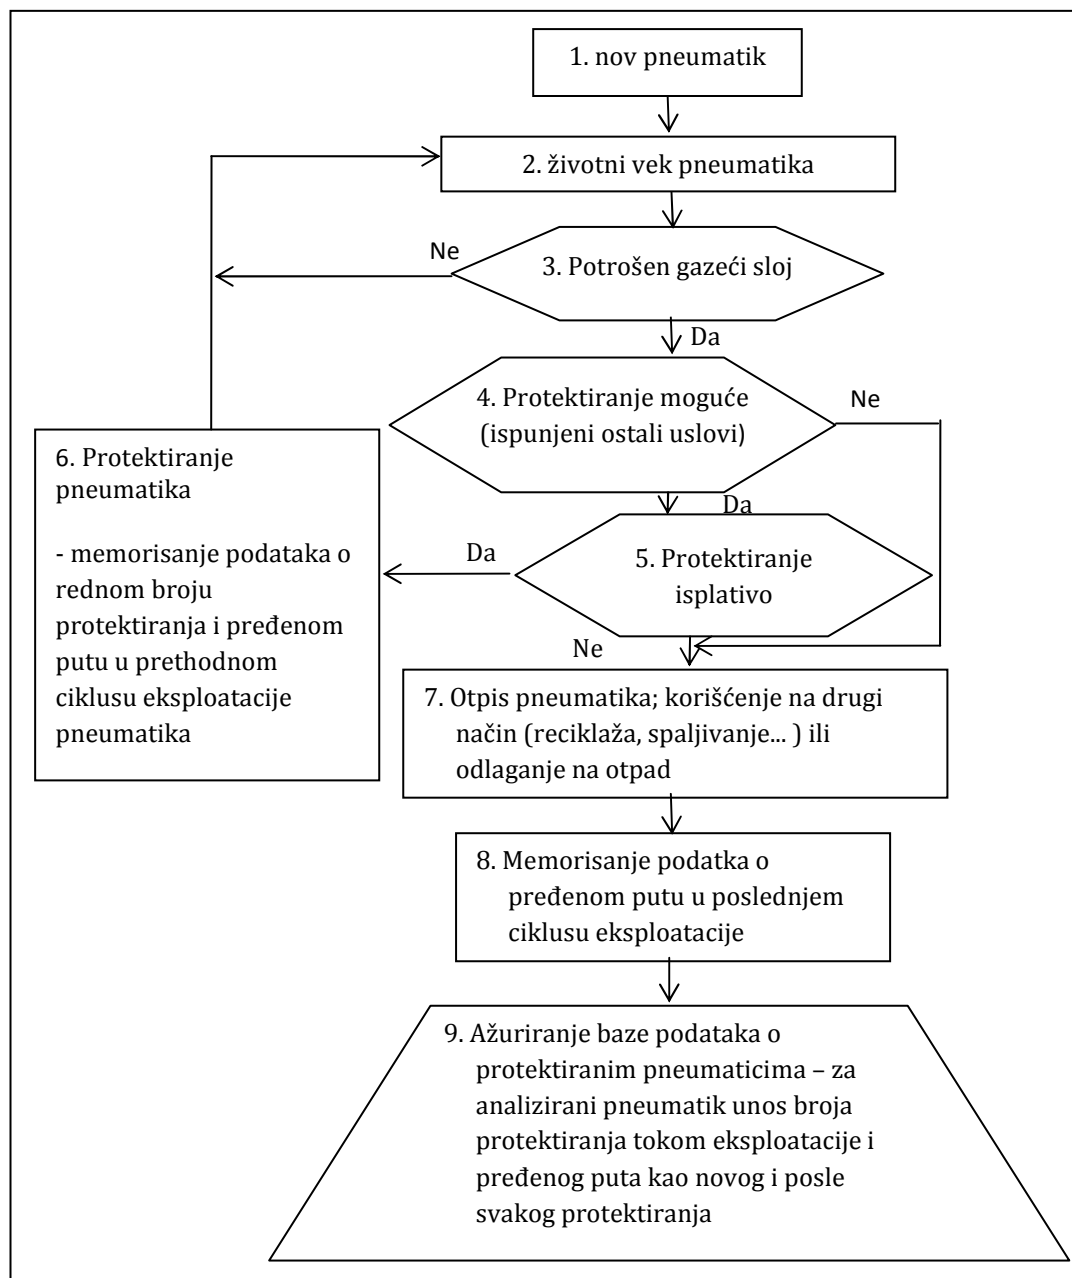 1. nov pneumatik
2. životni vek pneumatika
Ne
3. Potrošen gazeći sloj
Da
4. Protektiranje moguće
(ispunjeni ostali uslovi)
Ne
Da
6. Protektiranje
pneumatika
- memorisanje podataka o
rednom broju
protektiranja i pređenom
putu u prethodnom
ciklusu eksploatacije
pneumatika
Da
5. Protektiranje
isplativo
Ne
7. Otpis pneumatika; korišćenje na drugi
način (reciklaža, spaljivanje... ) ili
odlaganje na otpad
8. Memorisanje podatka o
pređenom putu u poslednjem
ciklusu eksploatacije
9. Ažuriranje baze podataka o
protektiranim pneumaticima – za
analizirani pneumatik unos broja
protektiranja tokom eksploatacije i
pređenog puta kao novog i posle
svakog protektiranja